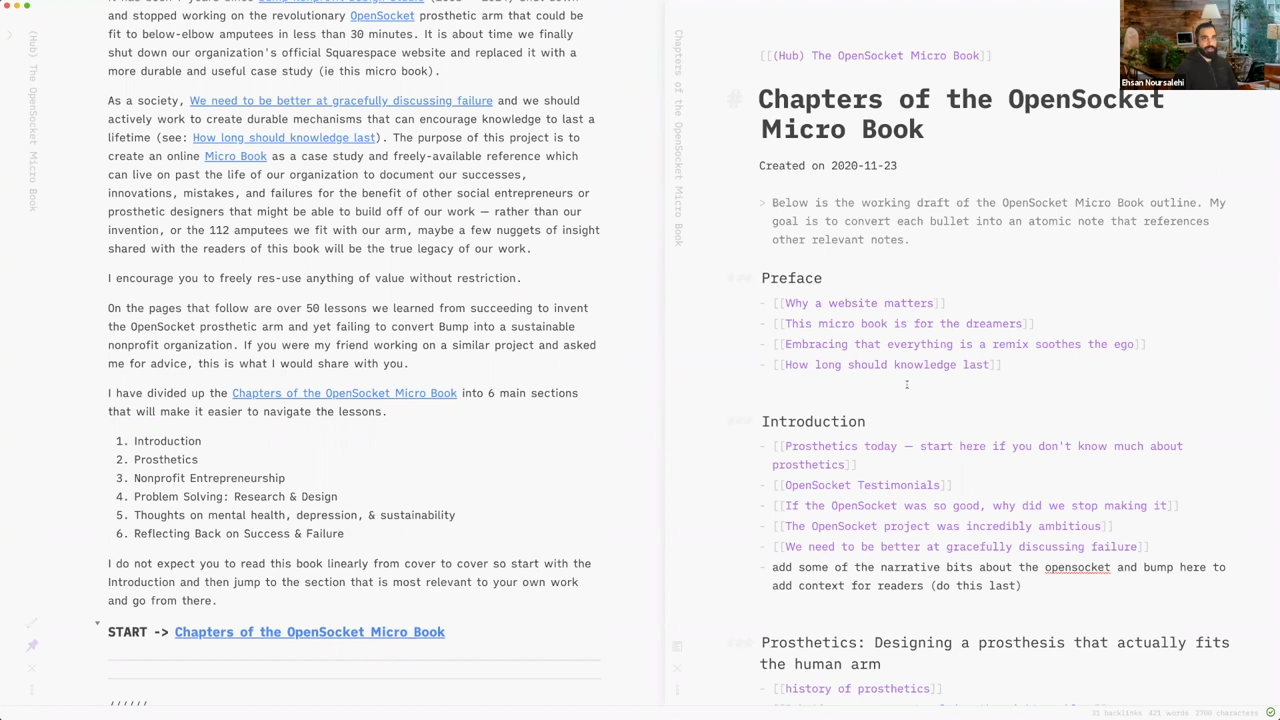 and stopped working on the revolutionary OpenSocket prosthetic arm that could be
fit to below-elbow amputees in less than 30 minutes. It is about time we finally
shut down our organization's official squarespace website and replaced it with a
more durable and useful case study (ie this micro book).
As a society, We need to be better at gracefully discussing failure and we should
actively work to create durable mechanisms that can encourage knowledge to last a
lifetime (see: How long should knowledge last). The purpose of this project is to
create an online Micro Book as a case study and freely-available reference which
can live on the internet of our organization to document our successes,
innovations, mistakes and failures for the benefit of other social entrepreneurs or
prosthetic designers that might be able to build off of our work — rather than our
invention, or the 112 amputees we fit with our arm, maybe a few nuggets of insight
shared with the readers of this book will be the true legacy of our work.
I encourage you to freely res-use anything of value without restriction.
On the pages that follow are over 50 lessons we learned from succeeding to invent
the OpenSocket prosthetic arm and yet failing to convert Bump into a sustainable
nonprofit organization. If you were my friend working on a similar project and asked
me for advice, this is what I would share with you.
I have divided up the Chapters of the OpenSocket Micro Book into 6 main sections
that will make it easier to navigate the lessons.
1. Introduction
2. Prosthetics
3. Nonprofit Entrepreneurship
4. Problem Solving: Research & Design
5. Thoughts on mental health, depression, & sustainability
6. Reflecting Back on Success & Failure
I do not expect you to read this book linearly from cover to cover so start with the
Introduction and then jump to the section that is most relevant to your own work
and go from there.
START -> Chapters of the OpenSocket Micro Book
(Hub) The OpenSocket Micro Book
Chapters of the OpenSocket Micro Book
[[(Hub) The OpenSocket Micro Book]]
# Chapters of the OpenSocket
Micro Book
Created on 2020-11-23
> Below is the working draft of the OpenSocket Micro Book outline. My
goal is to convert each bullet into an atomic note that references
other relevant notes.
### Preface
- [[Why a website matters]]
- [[This micro book is for the dreamers]]
- [[Embracing that everything is a remix soothes the ego]]
- [[How long should knowledge last]]
### Introduction
- [[Prosthetics today — start here if you don't know much about
prosthetics]]
- [[OpenSocket Testimonials]]
- [[If the OpenSocket was so good, why did we stop making it]]
- [[The OpenSocket project was incredibly ambitious]]
- [[We need to be better at gracefully discussing failure]]
- add some of the narrative bits about the opensocket and bump here to
add context for readers (do this last)
### Prosthetics: Designing a prosthesis that actually fits
the human arm
- [[history of prosthetics]]
Ehsan Noursalehi
31 backlinks 421 words 2700 characters